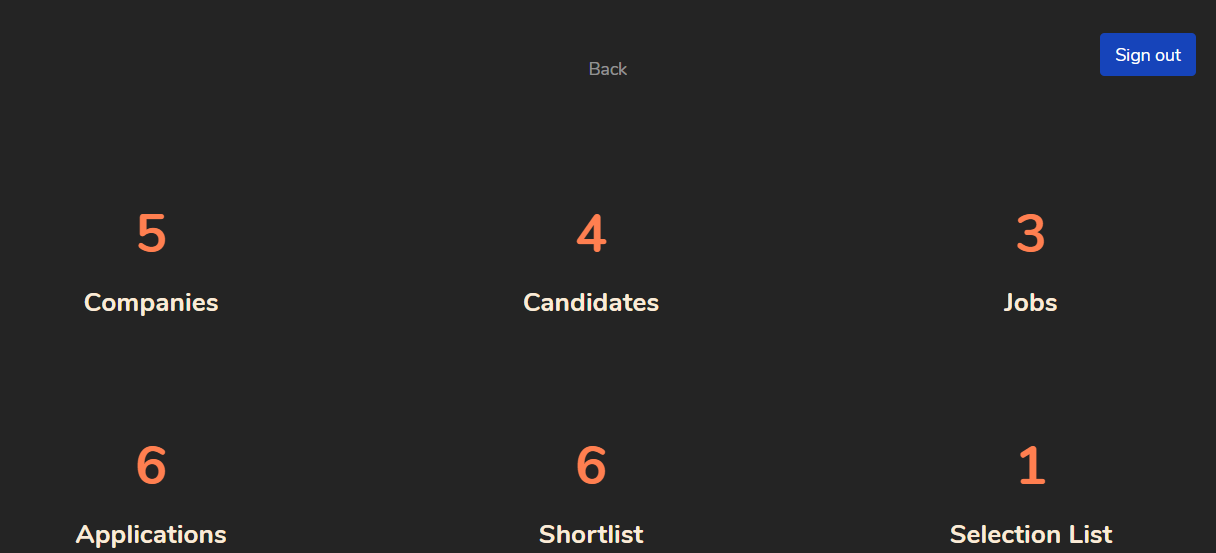 Sign out
Back
5
4
3
Companies
Candidates
Jobs
6
6
1
Applications
Shortlist
Selection List